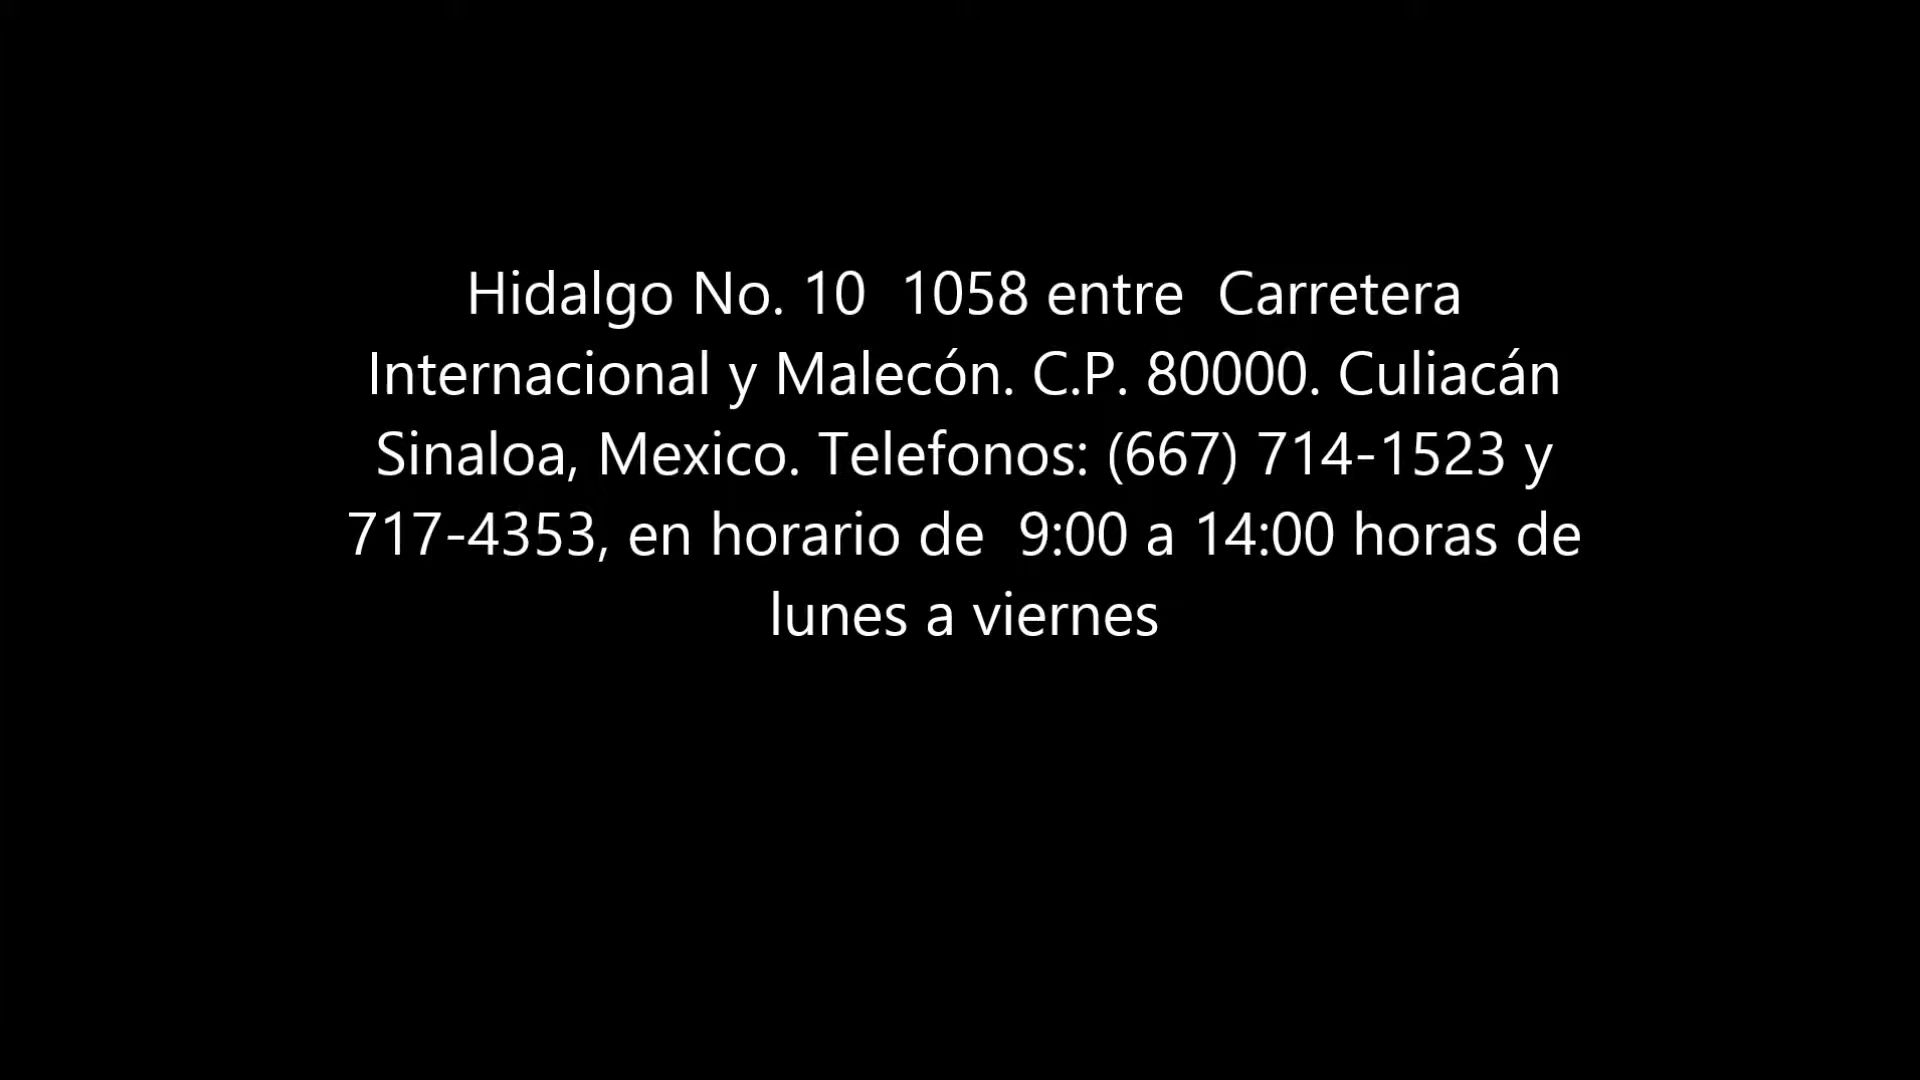 Hidalgo No. 10  1058 entre  Carretera
Internacional y Malecón. C.P. 80000. Culiacán
Sinaloa, Mexico. Telefonos: (667) 714-1523 y
717-4353, en horario de  9:00 a 14:00 horas de
lunes a viernes